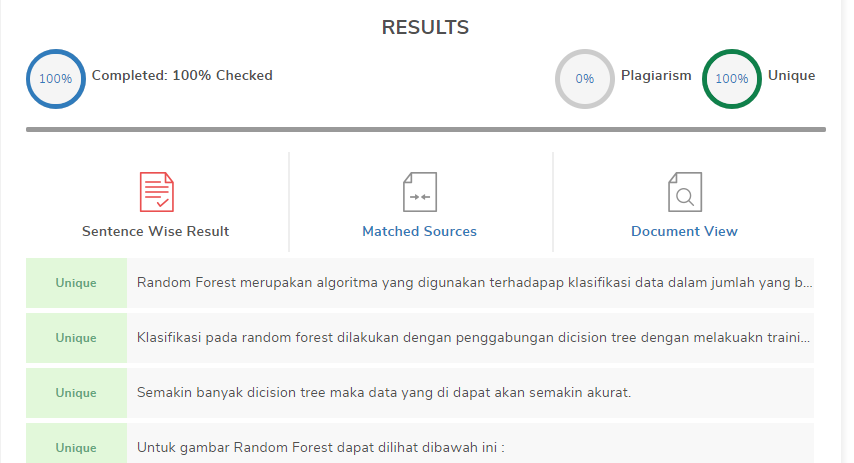 RESULTS
100% Completed: 100% Checked 0% Plagiarism 100% Unique
Sentence Wise Result Matched Sources Document View
Unique Random Forest merupakan algoritma yang digunakan terhadapap klasifikasi data dalam jumlah yang b...
Unique Klasifikasi pada random forest dilakukan dengan penggabungan dicision tree dengan melakuakn traini...
Unique Semakin banyak dicision tree maka data yang di dapat akan semakin akurat.
Unique Untuk gambar Random Forest dapat dilihat dibawah ini :